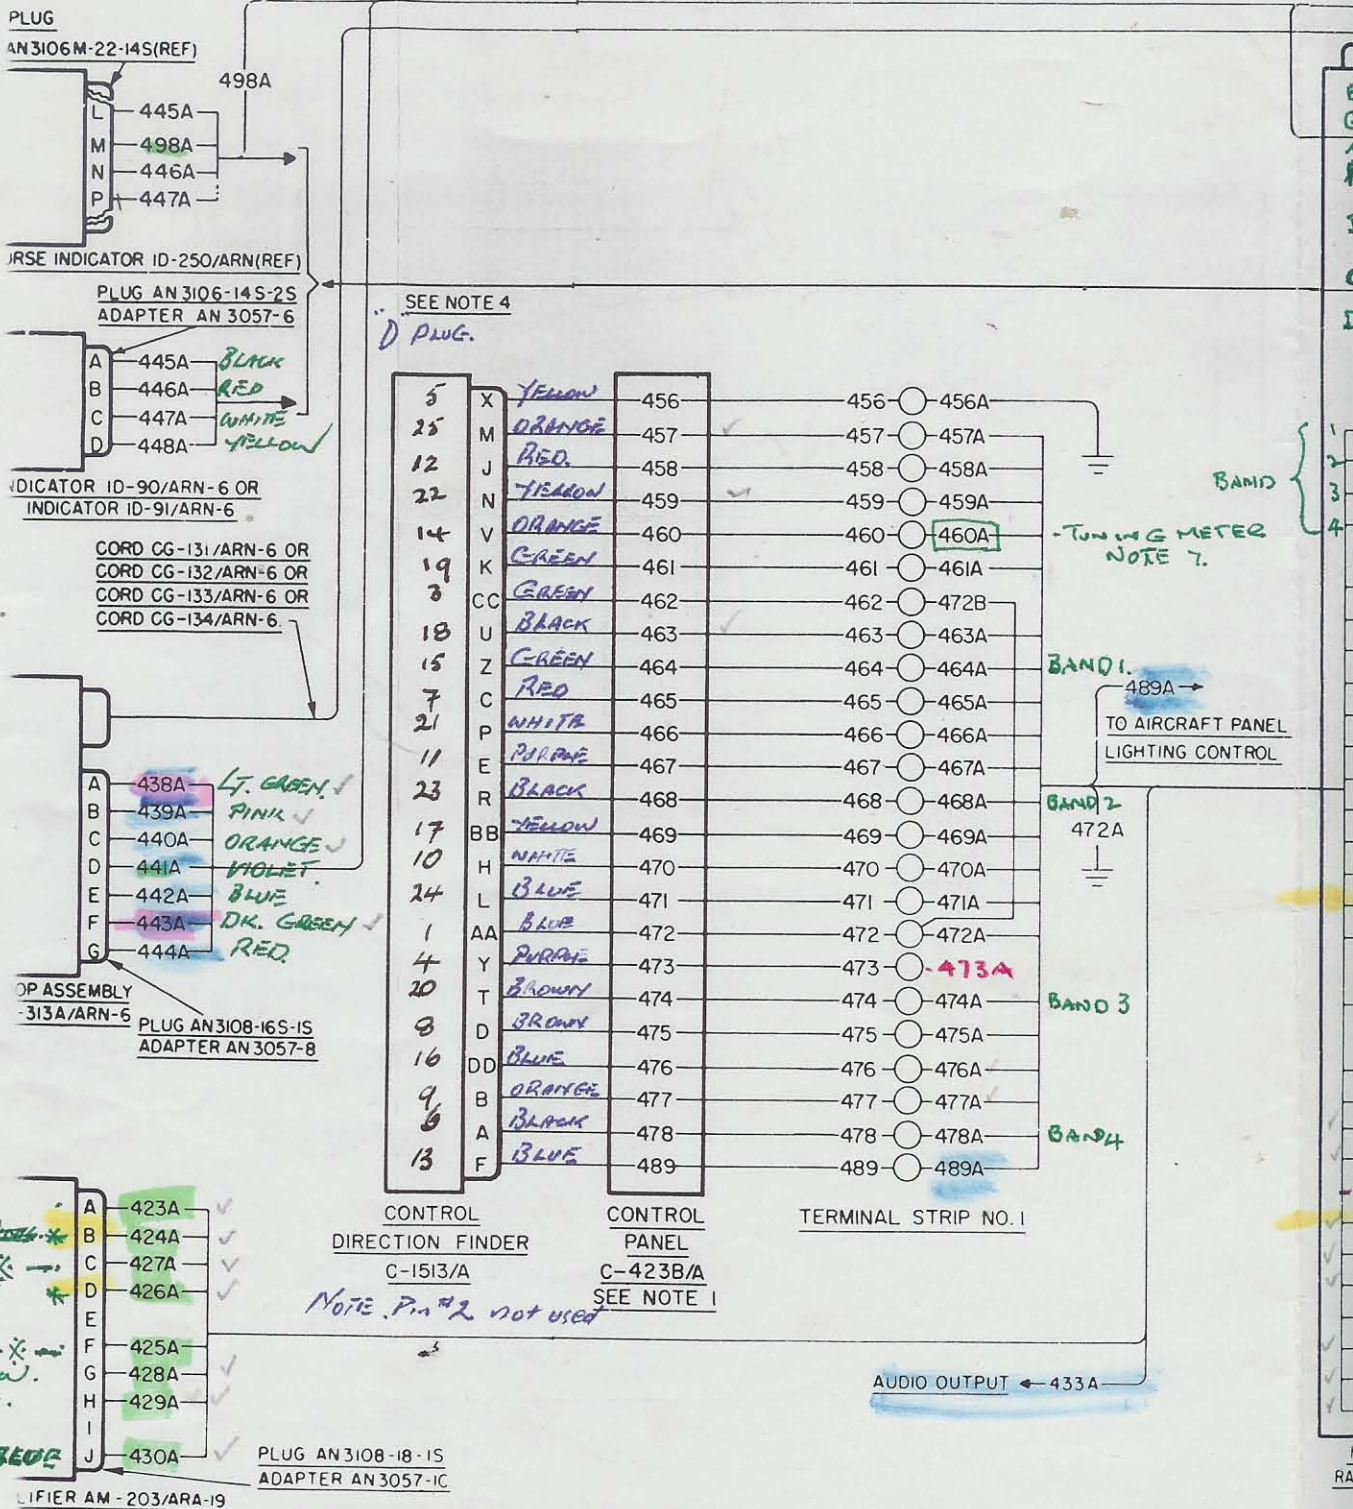 PLUG
AN3106M-22-14S(REF)
498A
L 445A
M 498A
N 446A
P 447A
RSE INDICATOR ID-250/ARN(REF)
PLUG AN 3106-14S-2S
ADAPTER AN 3057-6
A 445A BLACK
B 446A RED
C 447A WHITE
D 448A YELLOW
DICATOR ID-90/ARN-6 OR
INDICATOR ID-91/ARN-6
CORD CG-131/ARN-6 OR
CORD CG-132/ARN-6 OR
CORD CG-133/ARN-6 OR
CORD CG-134/ARN-6.
A 438A LT. GREEN ✓
B 439A PINK ✓
C 440A ORANGE ✓
D 441A VIOLET
E 442A BLUE
F 443A DK. GREEN ✓
G 444A RED
OP ASSEMBLY
-313A/ARN-6
PLUG AN3108-16S-1S
ADAPTER AN3057-8
A 423A ✓
* B 424A ✓
C 427A ✓
* D 426A ✓
E
F 425A
G 428A ✓
H 429A ✓
I
J 430A ✓
PLUG AN3108-18-1S
ADAPTER AN3057-1C
LIFIER AM-203/ARA-19
SEE NOTE 4
"D" PLUG.
5 X YELLOW 456 456 456A
25 M ORANGE 457 ✓ 457 457A
12 J RED. 458 458 458A
22 N YELLOW 459 ✓ 459 459A
14 V ORANGE 460 460 460A - TUNING METER
NOTE 7.
19 K GREEN 461 461 461A
3 CC GREEN 462 462 472B
18 U BLACK 463 ✓ 463 463A
15 Z GREEN 464 464 464A BAND 1.
7 C RED 465 465 465A
21 P WHITE 466 466 466A
11 E PURPLE 467 467 467A
23 R BLACK 468 468 468A BAND 2
17 BB YELLOW 469 469 469A
10 H WHITE 470 470 470A
24 L BLUE 471 471 471A
1 AA BLUE 472 472 472A
4 Y PURPLE 473 473 -473A
20 T BROWN 474 474 474A BAND 3
8 D BROWN 475 475 475A
16 DD BLUE 476 476 476A
9 B ORANGE 477 477 477A
6 A BLACK 478 478 478A BAND 4
13 F BLUE 489 489 489A
CONTROL
DIRECTION FINDER
C-1513/A
CONTROL
PANEL
C-423B/A
SEE NOTE 1
TERMINAL STRIP NO. 1
NOTE. Pin #2 not used
489A
TO AIRCRAFT PANEL
LIGHTING CONTROL
472A
AUDIO OUTPUT 433A
BAND
1
2
3
4
RA